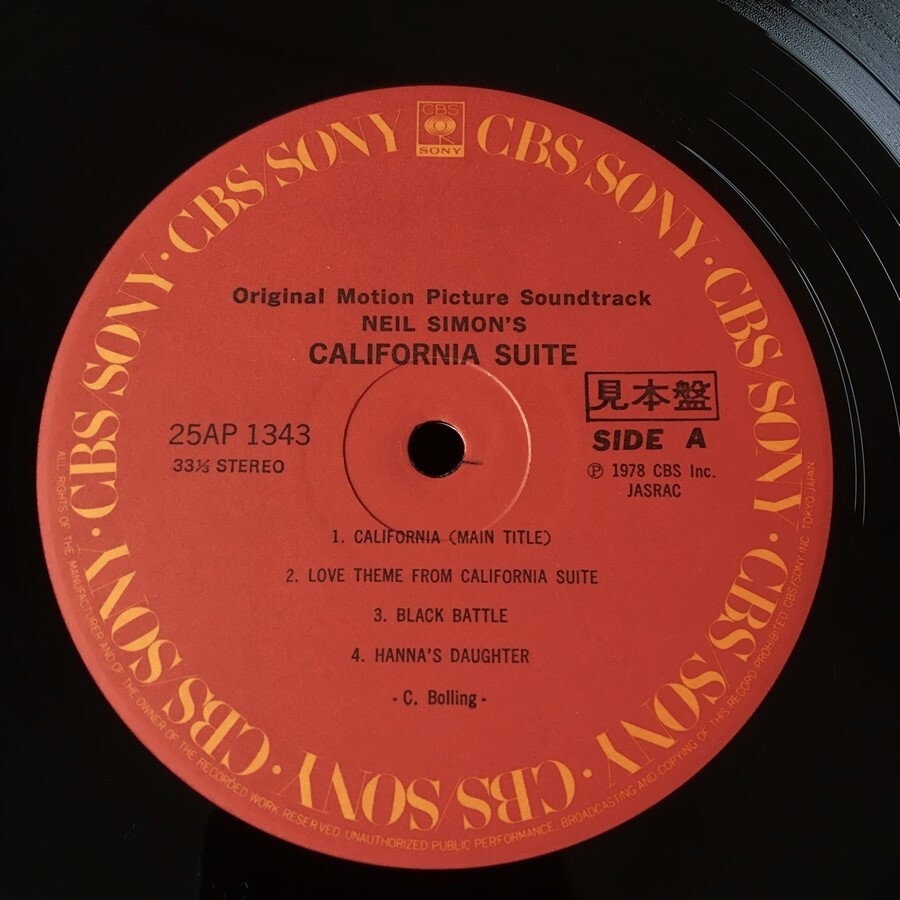 CBS
SONY
CBS/SONY · CBS/SONY · CBS/SONY · CBS/SONY · CBS/SONY · CBS/SONY · CBS/SONY · CBS/SONY
Original Motion Picture Soundtrack
NEIL SIMON'S
CALIFORNIA SUITE
見本盤
25AP 1343
SIDE A
33⅓ STEREO
Ⓟ 1978 CBS Inc.
JASRAC
1. CALIFORNIA (MAIN TITLE)
2. LOVE THEME FROM CALIFORNIA SUITE
3. BLACK BATTLE
4. HANNA'S DAUGHTER
- C. Bolling -
ALL RIGHTS OF THE MANUFACTURER AND OF THE OWNER OF THE RECORDED WORK RESERVED UNAUTHORIZED PUBLIC PERFORMANCE. BROADCASTING AND COPYING OF THIS RECORD PROHIBITED CBS/SONY INC TOKYO JAPAN